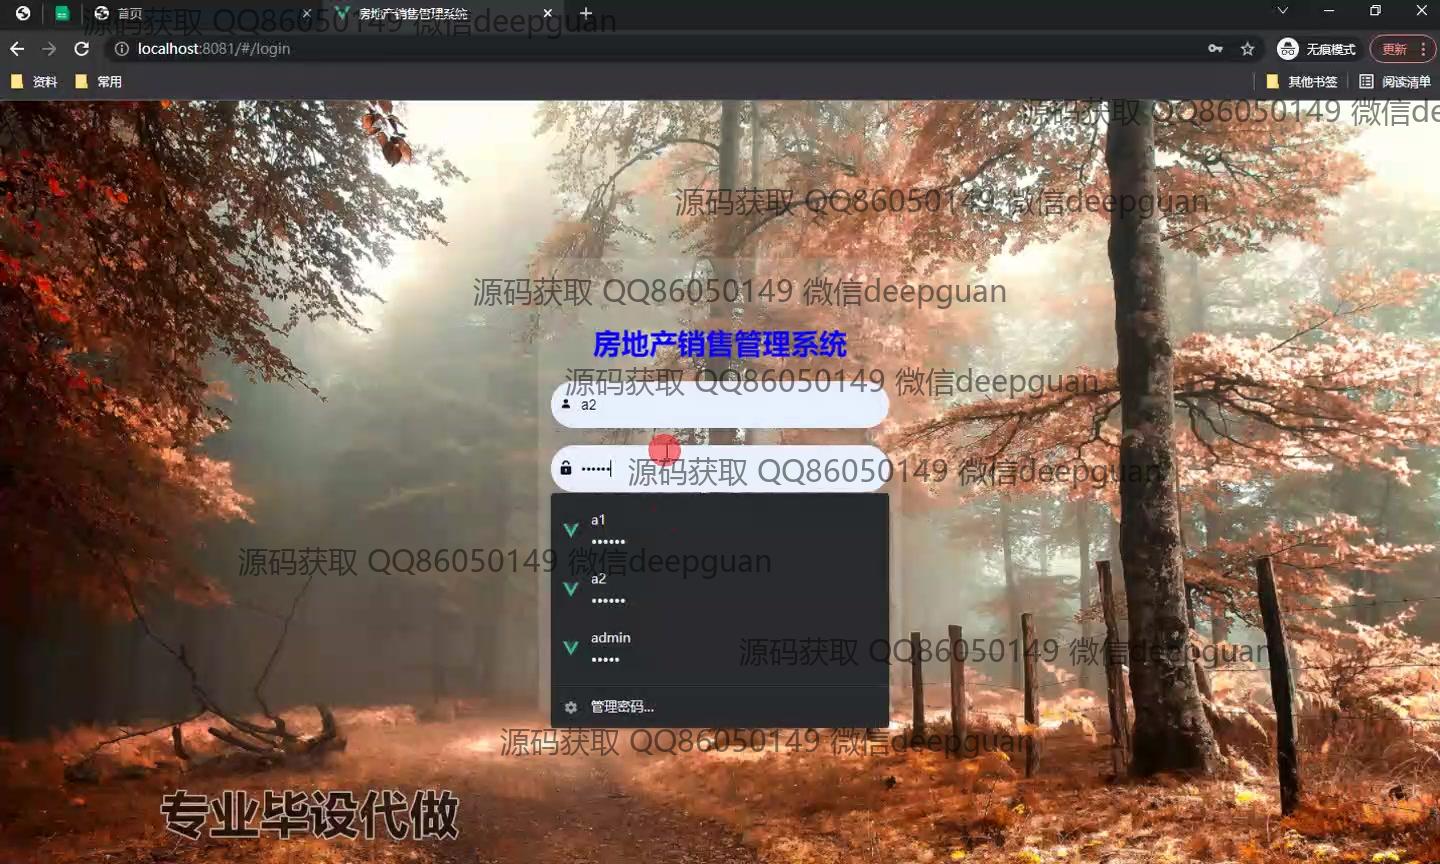 首页
房地产销售管理系统
源码获取 QQ86050149 微信deepguan
localhost:8081/#/login
无痕模式
更新
资料
常用
其他书签
阅读清单
源码获取 QQ86050149 微信de
源码获取 QQ86050149 微信deepguan
源码获取 QQ86050149 微信deepguan
房地产销售管理系统
源码获取 QQ86050149 微信deepguan
a2
••••••
源码获取 QQ86050149 微信deepguan
a1
••••••
源码获取 QQ86050149 微信deepguan
a2
••••••
admin
•••••
源码获取 QQ86050149 微信deepguan
管理密码...
源码获取 QQ86050149 微信deepguan
专业毕设代做